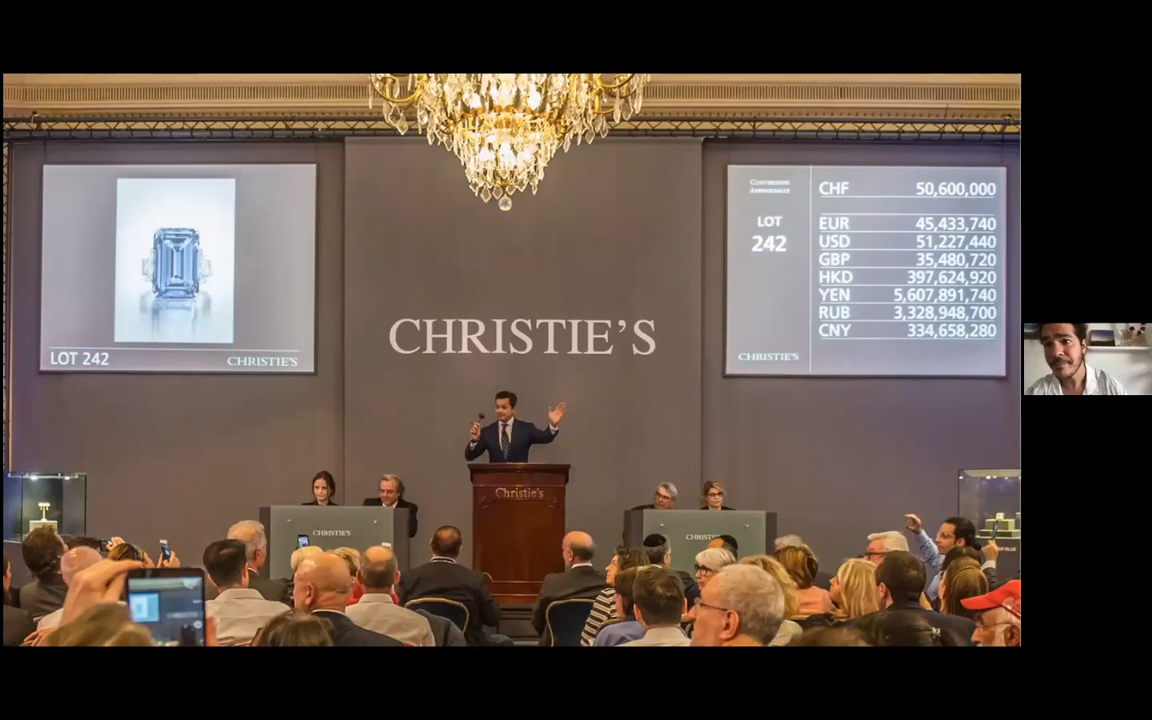 LOT 242
CHRISTIE'S
CHRISTIE'S
CONVERSIONS
APPROXIMATE
LOT
242
CHF 50,600,000
EUR 45,433,740
USD 51,227,440
GBP 35,480,720
HKD 397,624,920
YEN 5,607,891,740
RUB 3,328,948,700
CNY 334,658,280
CHRISTIE'S
Christie's
CHRISTIE'S